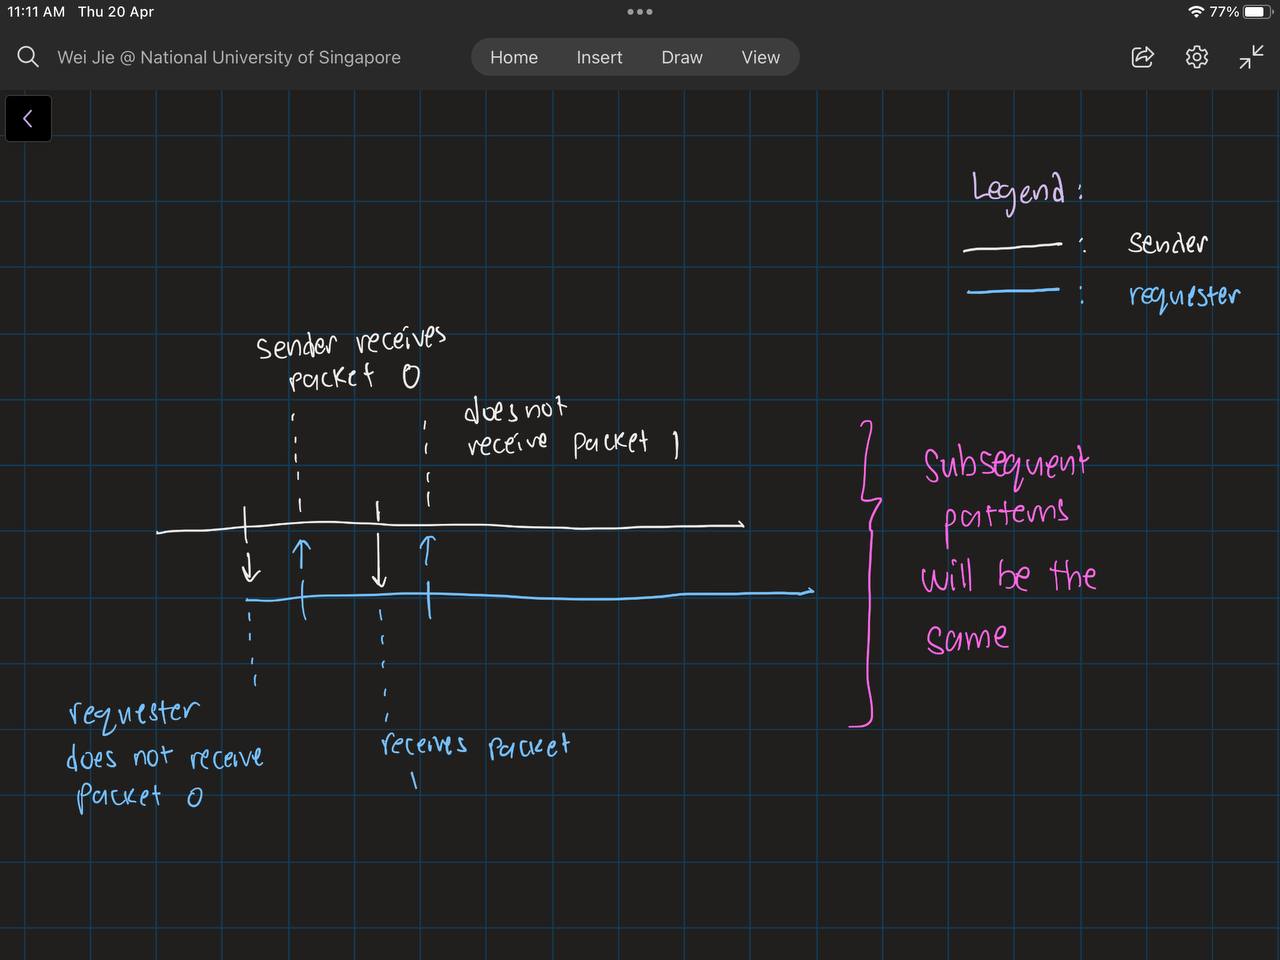 11:11 AM Thu 20 Apr
77%
Wei Jie @ National University of Singapore
Home Insert Draw View
Legend :
: sender
: requester
sender receives
packet 0
does not
receive packet 1
subsequent
patterns
will be the
same
requester
does not receive
packet 0
receives packet
1